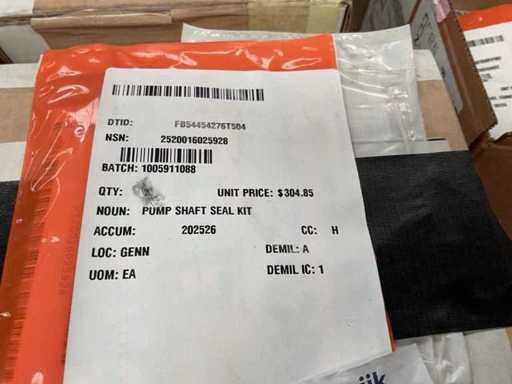 DTID: FB54454276T504
NSN: 2520016025928
BATCH: 1005911088
QTY: UNIT PRICE: $304.85
NOUN: PUMP SHAFT SEAL KIT
ACCUM: 202526 CC: H
LOC: GENN DEMIL: A
UOM: EA DEMIL IC: 1